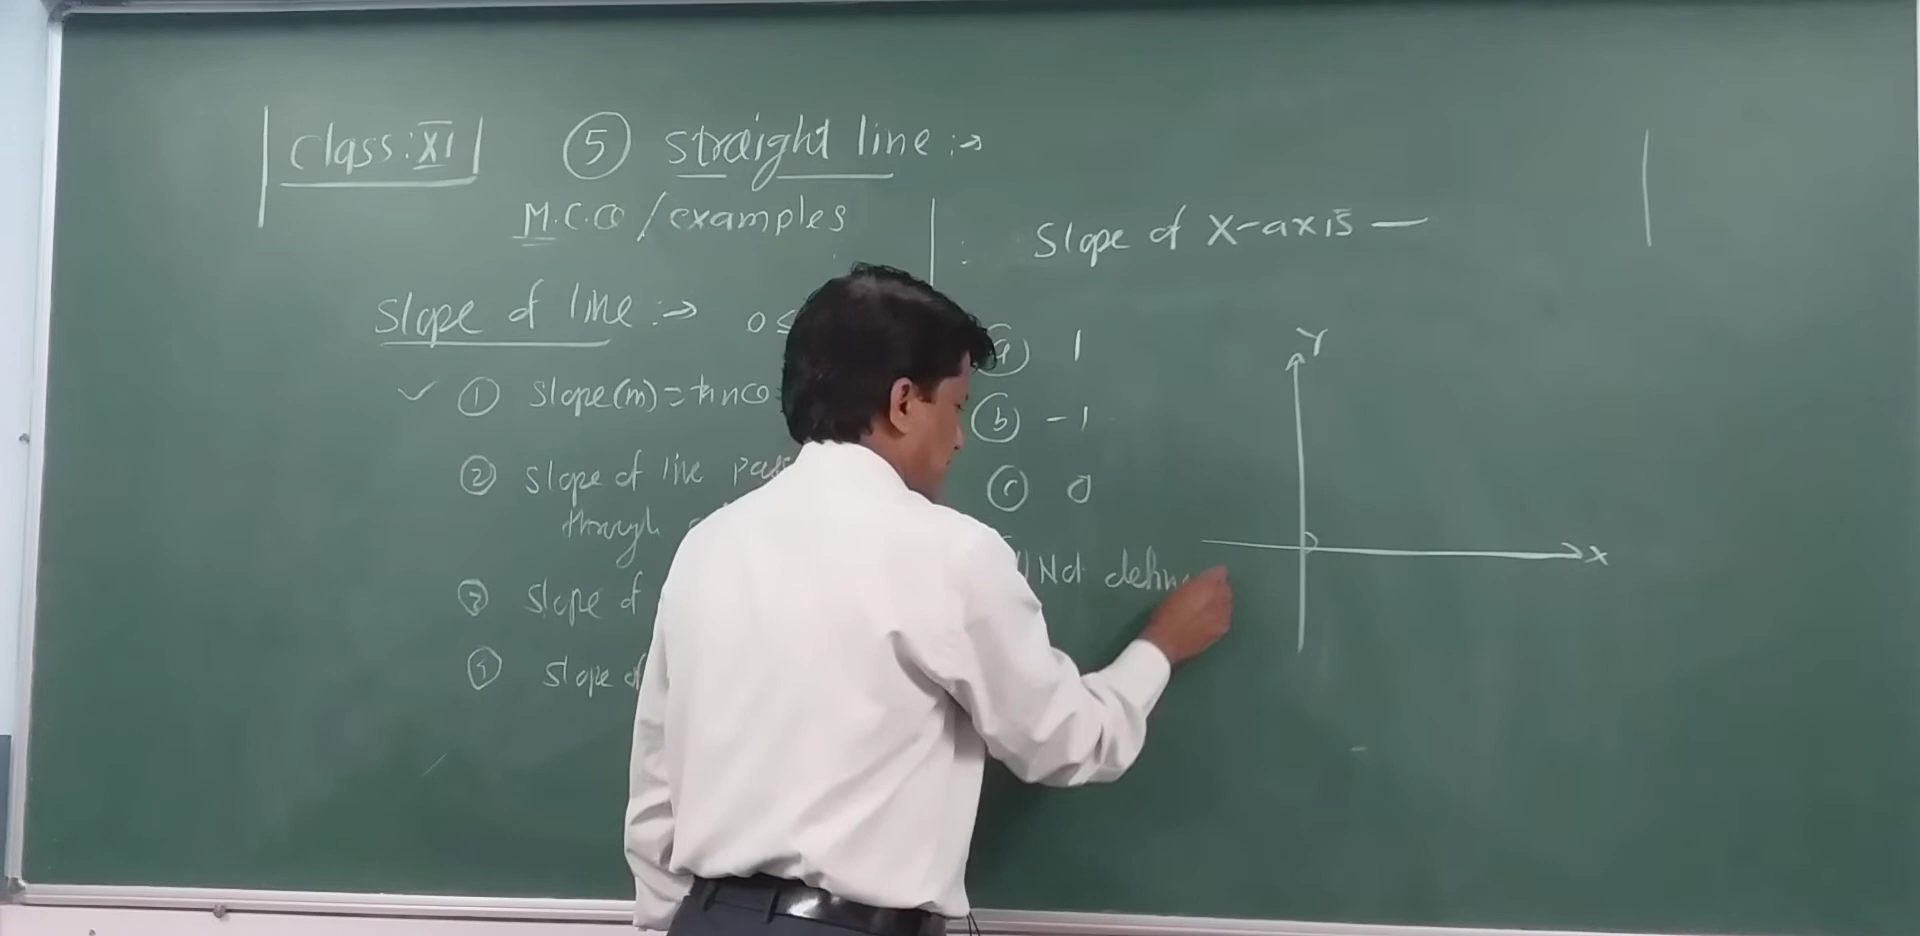 Class: XI
5 Straight line :→
M.C.Q / examples
Slope of line :→ 0 ≤
✓ 1 Slope(m) = tan
2 Slope of line
through
3 Slope of
4 Slope of
Slope of X-axis —
a 1
b -1
c 0
Not
Y
X